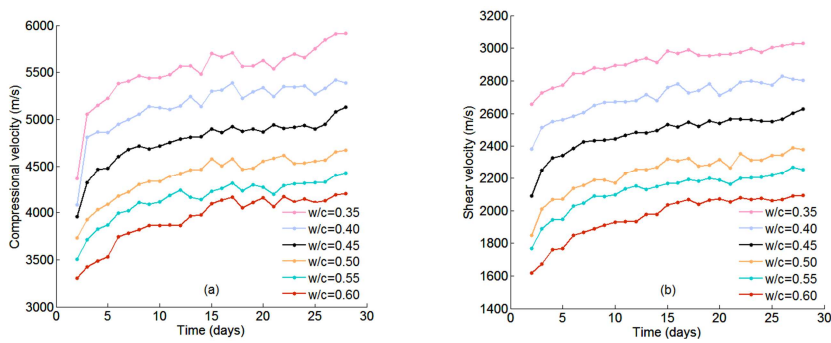 6000
5500
5000
4500
4000
3500
3000
Compressional velocity (m/s)
0
5
10
15
20
25
30
Time (days)
(a)
w/c=0.35
w/c=0.40
w/c=0.45
w/c=0.50
w/c=0.55
w/c=0.60
3200
3000
2800
2600
2400
2200
2000
1800
1600
1400
Shear velocity (m/s)
0
5
10
15
20
25
30
Time (days)
(b)
w/c=0.35
w/c=0.40
w/c=0.45
w/c=0.50
w/c=0.55
w/c=0.60